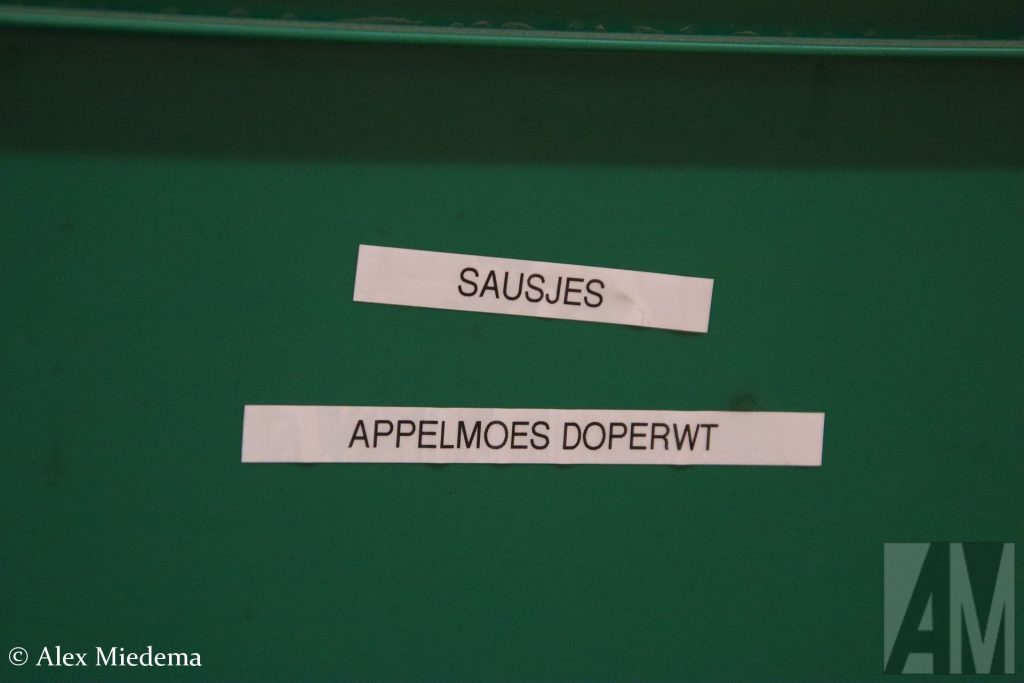 SAUSJES
APPELMOES DOPERWT
© Alex Miedema
AM